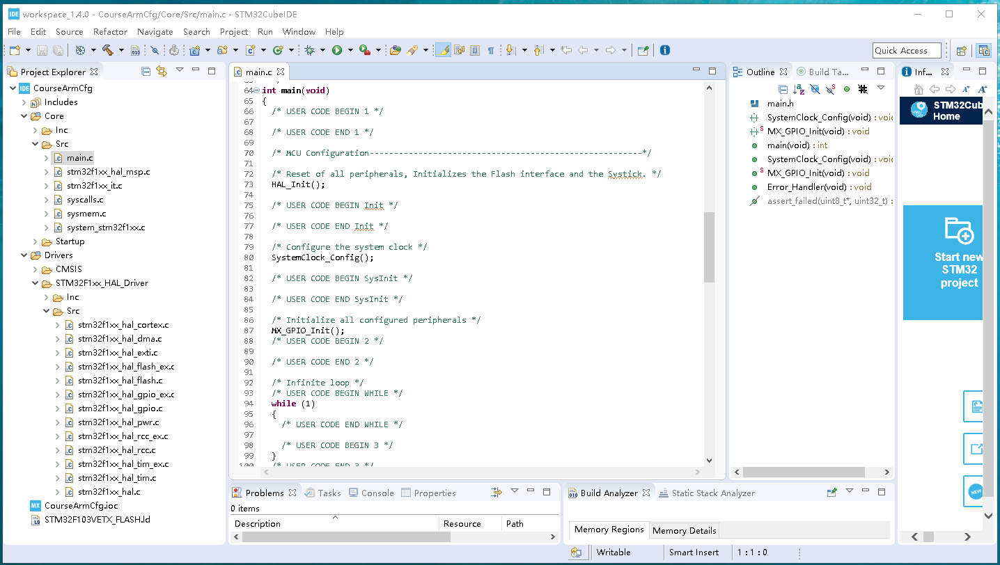 workspace_1.4.0 - CourseArmCfg/Core/Src/main.c - STM32CubeIDE
File Edit Source Refactor Navigate Search Project Run Window Help
Quick Access
Project Explorer
CourseArmCfg
Includes
Core
Inc
Src
main.c
stm32f1xx_hal_msp.c
stm32f1xx_it.c
syscalls.c
sysmem.c
system_stm32f1xx.c
Startup
Drivers
CMSIS
STM32F1xx_HAL_Driver
Inc
Src
stm32f1xx_hal_cortex.c
stm32f1xx_hal_dma.c
stm32f1xx_hal_exti.c
stm32f1xx_hal_flash_ex.c
stm32f1xx_hal_flash.c
stm32f1xx_hal_gpio_ex.c
stm32f1xx_hal_gpio.c
stm32f1xx_hal_pwr.c
stm32f1xx_hal_rcc_ex.c
stm32f1xx_hal_rcc.c
stm32f1xx_hal_tim_ex.c
stm32f1xx_hal_tim.c
stm32f1xx_hal.c
CourseArmCfg.ioc
STM32F103VETX_FLASH.ld
main.c
64 int main(void)
65 {
66 /* USER CODE BEGIN 1 */
67
68 /* USER CODE END 1 */
69
70 /* MCU Configuration--------------------------------------------------------*/
71
72 /* Reset of all peripherals, Initializes the Flash interface and the Systick. */
73 HAL_Init();
74
75 /* USER CODE BEGIN Init */
76
77 /* USER CODE END Init */
78
79 /* Configure the system clock */
80 SystemClock_Config();
81
82 /* USER CODE BEGIN SysInit */
83
84 /* USER CODE END SysInit */
85
86 /* Initialize all configured peripherals */
87 MX_GPIO_Init();
88 /* USER CODE BEGIN 2 */
89
90 /* USER CODE END 2 */
91
92 /* Infinite loop */
93 /* USER CODE BEGIN WHILE */
94 while (1)
95 {
96 /* USER CODE END WHILE */
97
98 /* USER CODE BEGIN 3 */
99 }
100 /* USER CODE END 3 */
Outline Build Ta...
main.h
SystemClock_Config(void) : voi
MX_GPIO_Init(void) : void
main(void) : int
SystemClock_Config(void) : voi
MX_GPIO_Init(void) : void
Error_Handler(void) : void
assert_failed(uint8_t*, uint32_t) :
Inf...
STM32Cub
Home
Start new
STM32
project
NEW
Problems Tasks Console Properties
0 items
Description Resource Path
Build Analyzer Static Stack Analyzer
Memory Regions Memory Details
Writable Smart Insert 1 : 1 : 0